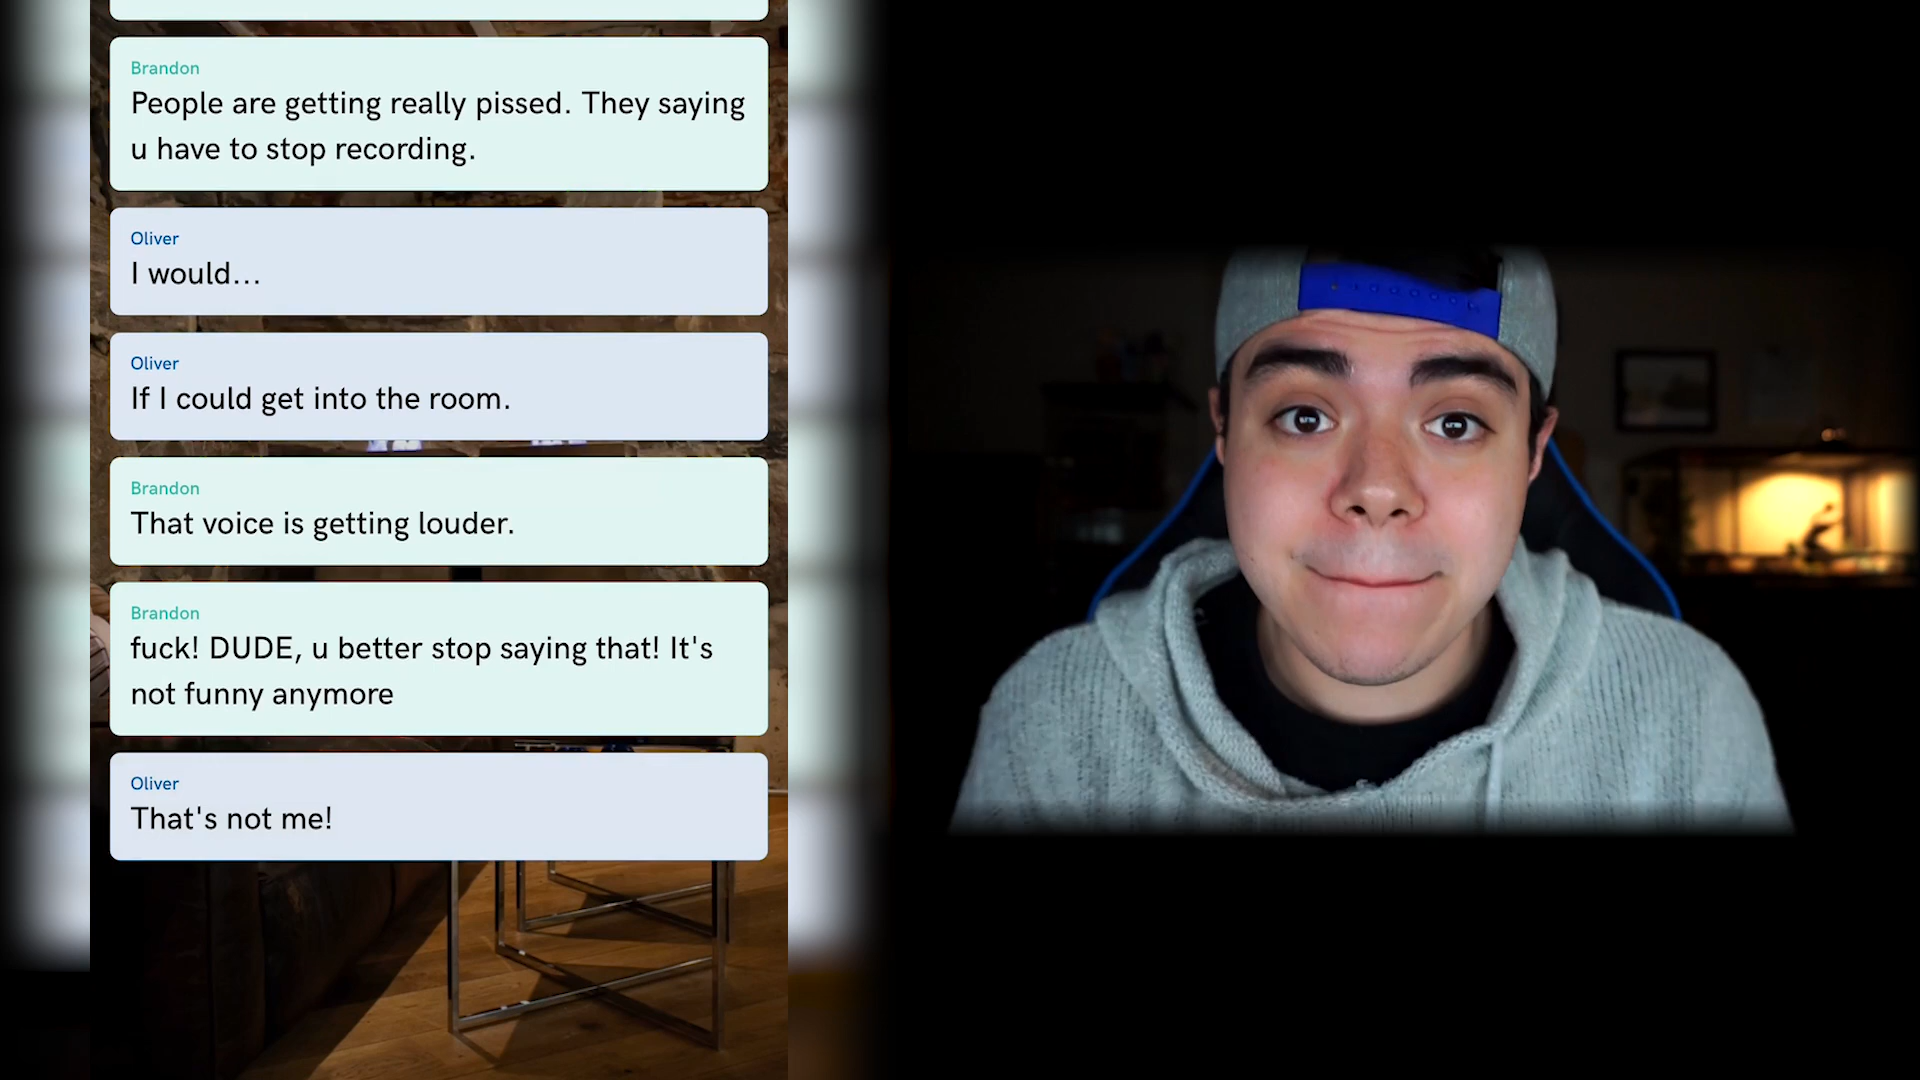 Brandon
People are getting really pissed. They saying
u have to stop recording.
Oliver
I would...
Oliver
If I could get into the room.
Brandon
That voice is getting louder.
Brandon
fuck! DUDE, u better stop saying that! It's
not funny anymore
Oliver
That's not me!